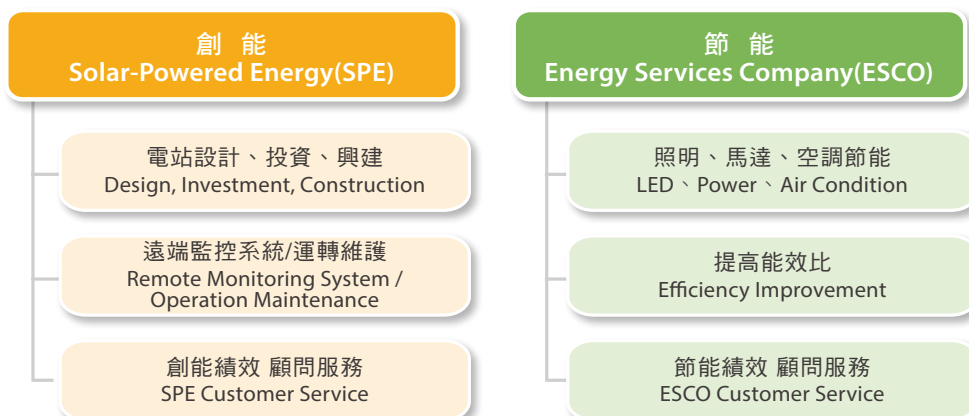 創 能
Solar-Powered Energy(SPE)
電站設計、投資、興建
Design, Investment, Construction
遠端監控系統/運轉維護
Remote Monitoring System /
Operation Maintenance
創能績效 顧問服務
SPE Customer Service
節 能
Energy Services Company(ESCO)
照明、馬達、空調節能
LED、Power、Air Condition
提高能效比
Efficiency Improvement
節能績效 顧問服務
ESCO Customer Service